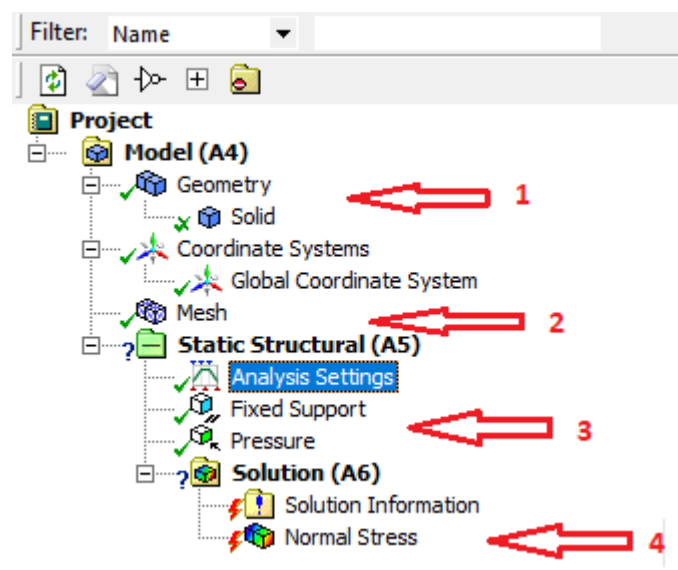 Filter: Name
Project
Model (A4)
Geometry
1
Solid
Coordinate Systems
Global Coordinate System
Mesh
2
Static Structural (A5)
Analysis Settings
Fixed Support
3
Pressure
Solution (A6)
Solution Information
Normal Stress
4